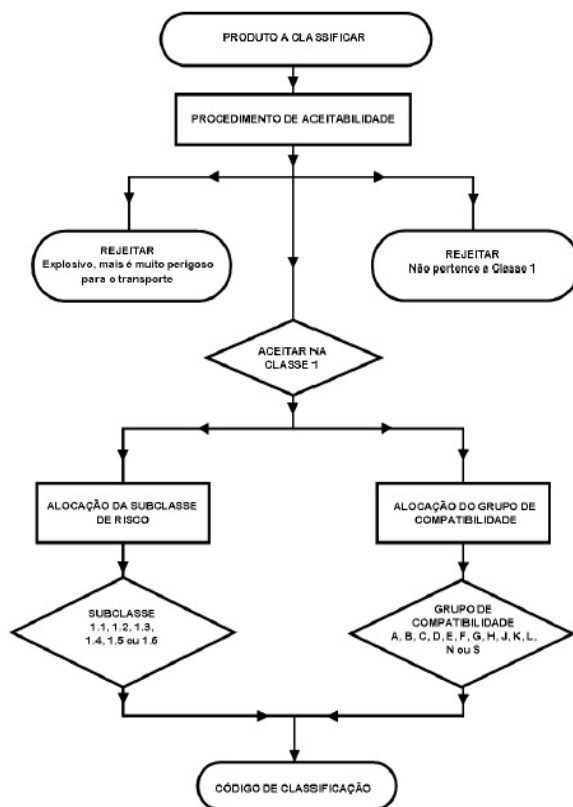 PRODUTO A CLASSIFICAR
PROCEDIMENTO DE ACEITABILIDADE
REJEITAR
Explosivo, mais é muito perigoso
para o transporte
REJEITAR
Não pertence a Classe 1
ACEITAR NA
CLASSE 1
ALOCAÇÃO DA SUBCLASSE
DE RISCO
ALOCAÇÃO DO GRUPO DE
COMPATIBILIDADE
SUBCLASSE
1.1, 1.2, 1.3,
1.4, 1.5 ou 1.6
GRUPO DE
COMPATIBILIDADE
A, B, C, D, E, F, G, H, J, K, L,
N ou S
CÓDIGO DE CLASSIFICAÇÃO